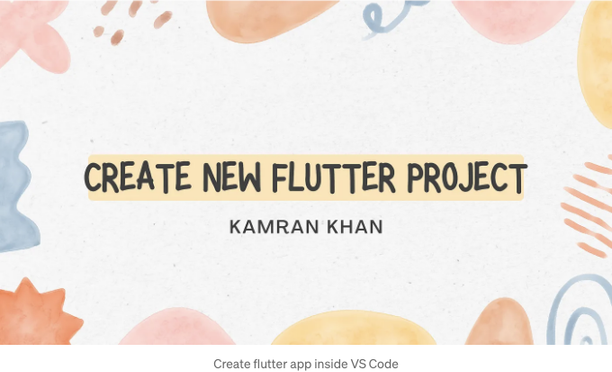 CREATE NEW FLUTTER PROJECT
KAMRAN KHAN
Create flutter app inside VS Code